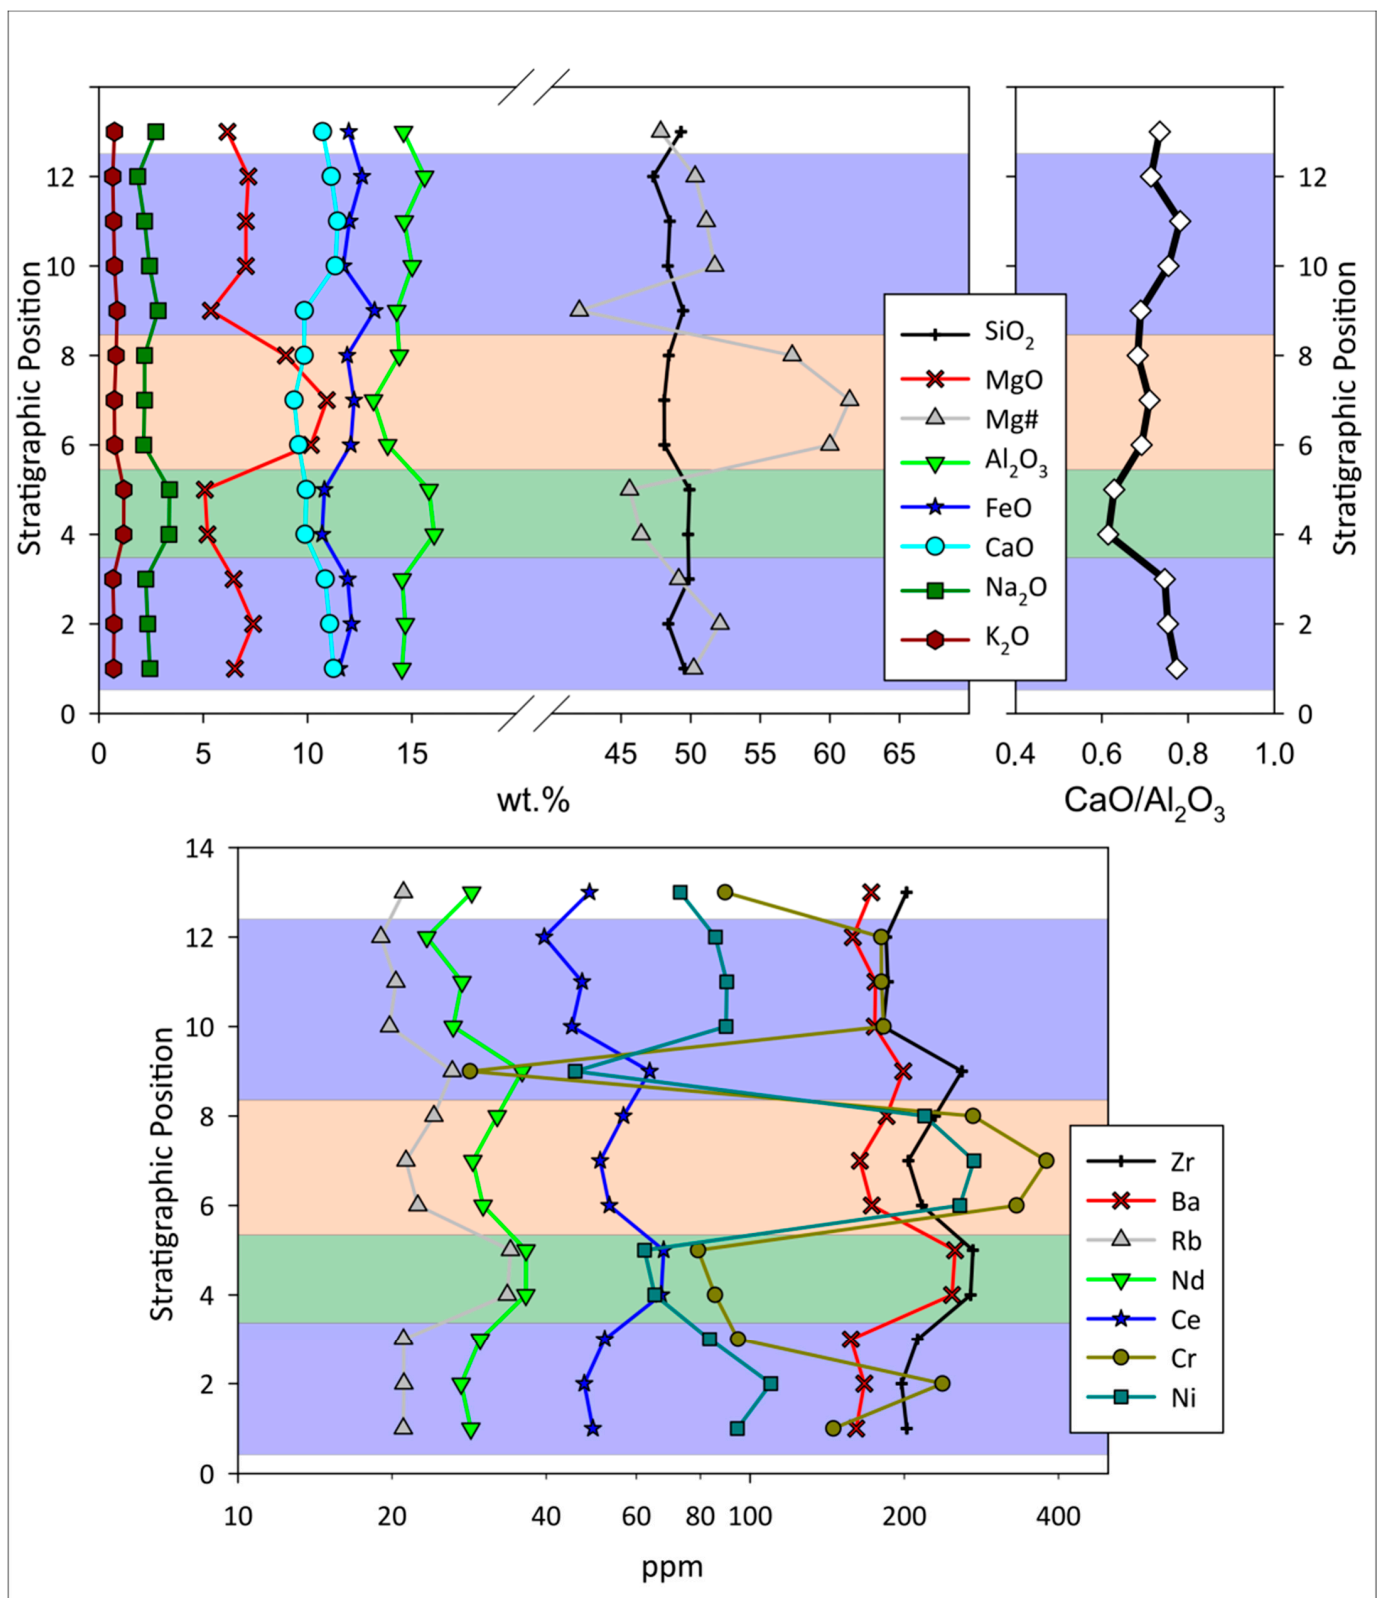 12
10
8
6
4
2
0
Stratigraphic Position
0 5 10 15 45 50 55 60 65
wt.%
SiO2
MgO
Mg#
Al2O3
FeO
CaO
Na2O
K2O
12
10
8
6
4
2
0
Stratigraphic Position
0.4 0.6 0.8 1.0
CaO/Al2O3
14
12
10
8
6
4
2
0
Stratigraphic Position
10 20 40 60 80 100 200 400
ppm
Zr
Ba
Rb
Nd
Ce
Cr
Ni